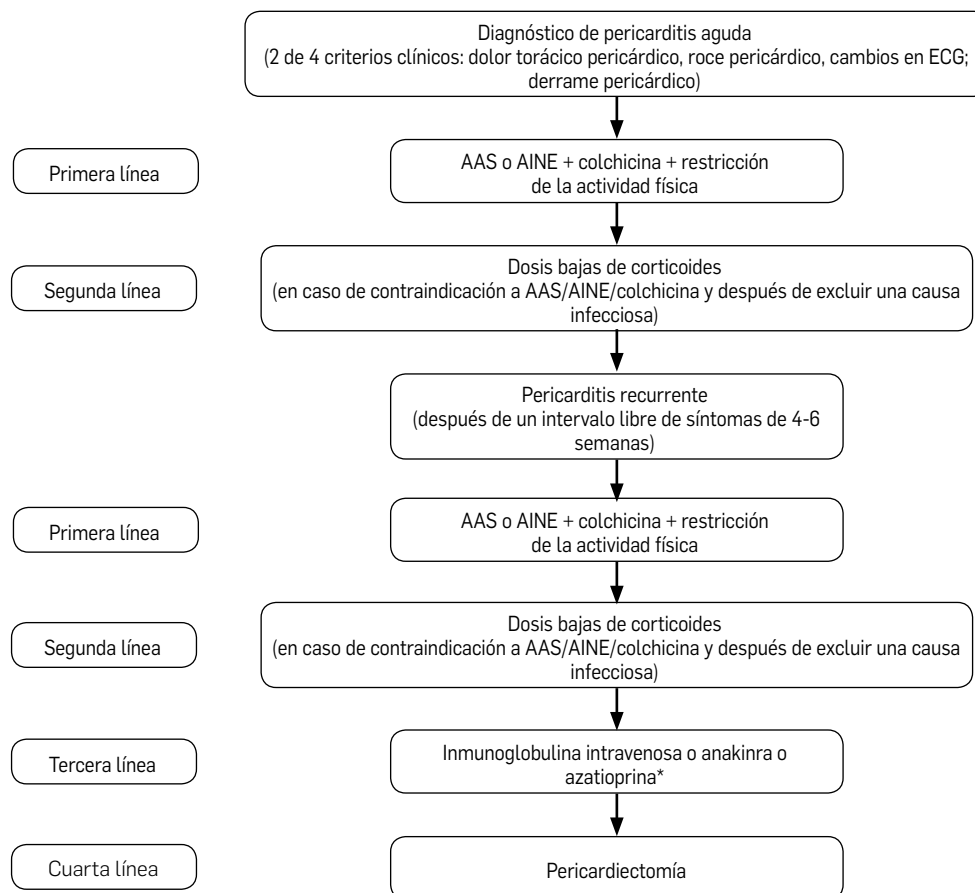 Diagnóstico de pericarditis aguda
(2 de 4 criterios clínicos: dolor torácico pericárdico, roce pericárdico, cambios en ECG;
derrame pericárdico)
Primera línea
AAS o AINE + colchicina + restricción
de la actividad física
Segunda línea
Dosis bajas de corticoides
(en caso de contraindicación a AAS/AINE/colchicina y después de excluir una causa
infecciosa)
Pericarditis recurrente
(después de un intervalo libre de síntomas de 4-6
semanas)
Primera línea
AAS o AINE + colchicina + restricción
de la actividad física
Segunda línea
Dosis bajas de corticoides
(en caso de contraindicación a AAS/AINE/colchicina y después de excluir una causa
infecciosa)
Tercera línea
Inmunoglobulina intravenosa o anakinra o
azatioprina*
Cuarta línea
Pericardiectomía